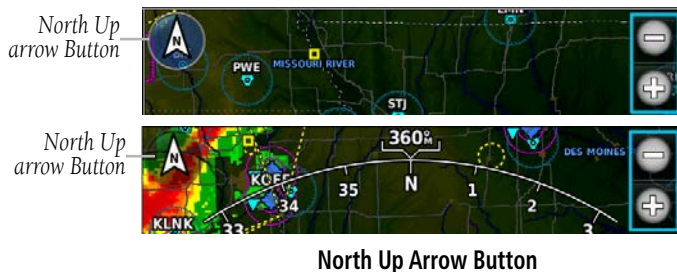 North Up
arrow Button
N
EMN
PWE
MISSOURI RIVER
STJ
North Up
arrow Button
N
360°M
DES MOINES
35
N
1
34
2
KLNK
33
3
North Up Arrow Button